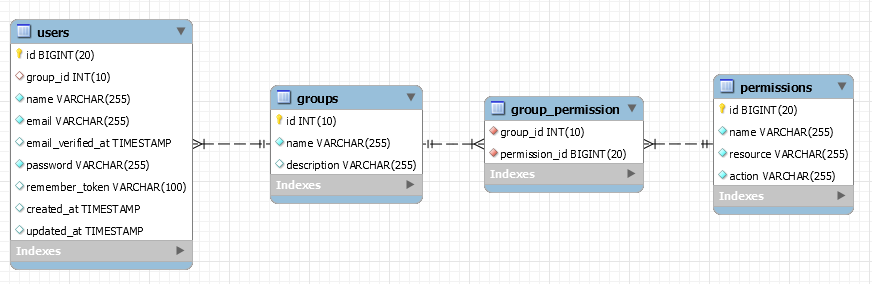 users
id BIGINT(20)
group_id INT(10)
name VARCHAR(255)
email VARCHAR(255)
email_verified_at TIMESTAMP
password VARCHAR(255)
remember_token VARCHAR(100)
created_at TIMESTAMP
updated_at TIMESTAMP
Indexes
groups
id INT(10)
name VARCHAR(255)
description VARCHAR(255)
Indexes
group_permission
group_id INT(10)
permission_id BIGINT(20)
Indexes
permissions
id BIGINT(20)
name VARCHAR(255)
resource VARCHAR(255)
action VARCHAR(255)
Indexes